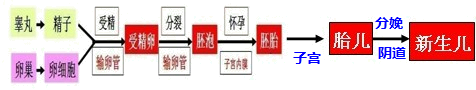 睾丸 精子 受精 分裂 怀孕 分娩
受精卵 胚泡 胚胎 胎儿 新生儿
卵巢 卵细胞 输卵管 输卵管 子宫内膜 子宫 阴道